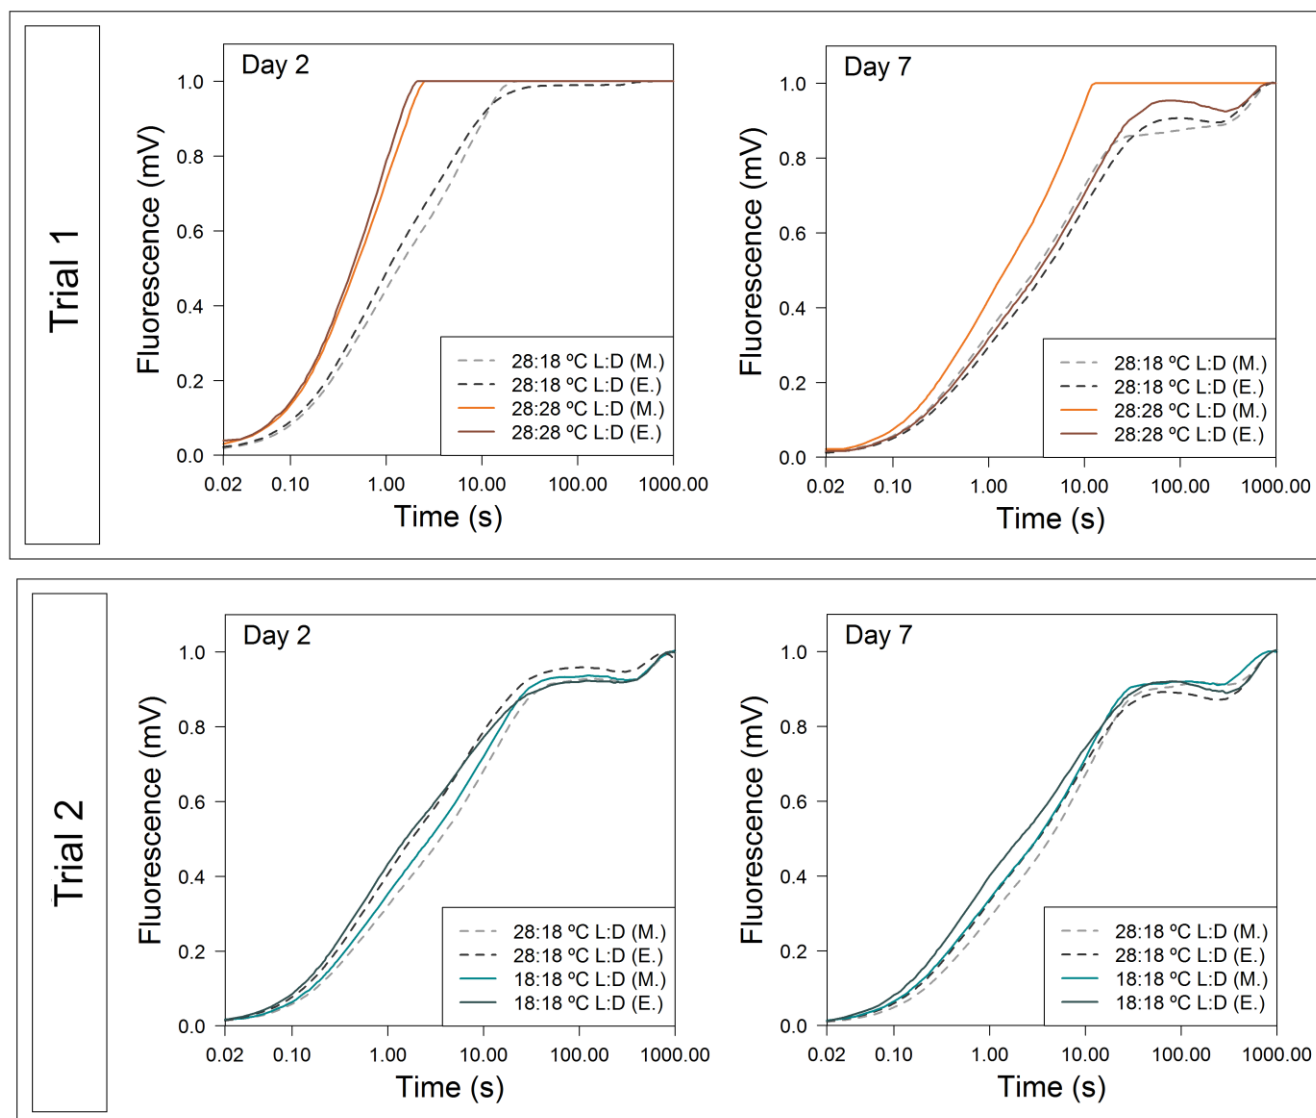 Trial 1
Day 2
Fluorescence (mV)
1.0
0.8
0.6
0.4
0.2
0.0
28:18 ºC L:D (M.)
28:18 ºC L:D (E.)
28:28 ºC L:D (M.)
28:28 ºC L:D (E.)
0.02 0.10 1.00 10.00 100.00 1000.00
Time (s)
Day 7
Fluorescence (mV)
1.0
0.8
0.6
0.4
0.2
0.0
28:18 ºC L:D (M.)
28:18 ºC L:D (E.)
28:28 ºC L:D (M.)
28:28 ºC L:D (E.)
0.02 0.10 1.00 10.00 100.00 1000.00
Time (s)
Trial 2
Day 2
Fluorescence (mV)
1.0
0.8
0.6
0.4
0.2
0.0
28:18 ºC L:D (M.)
28:18 ºC L:D (E.)
18:18 ºC L:D (M.)
18:18 ºC L:D (E.)
0.02 0.10 1.00 10.00 100.00 1000.00
Time (s)
Day 7
Fluorescence (mV)
1.0
0.8
0.6
0.4
0.2
0.0
28:18 ºC L:D (M.)
28:18 ºC L:D (E.)
18:18 ºC L:D (M.)
18:18 ºC L:D (E.)
0.02 0.10 1.00 10.00 100.00 1000.00
Time (s)